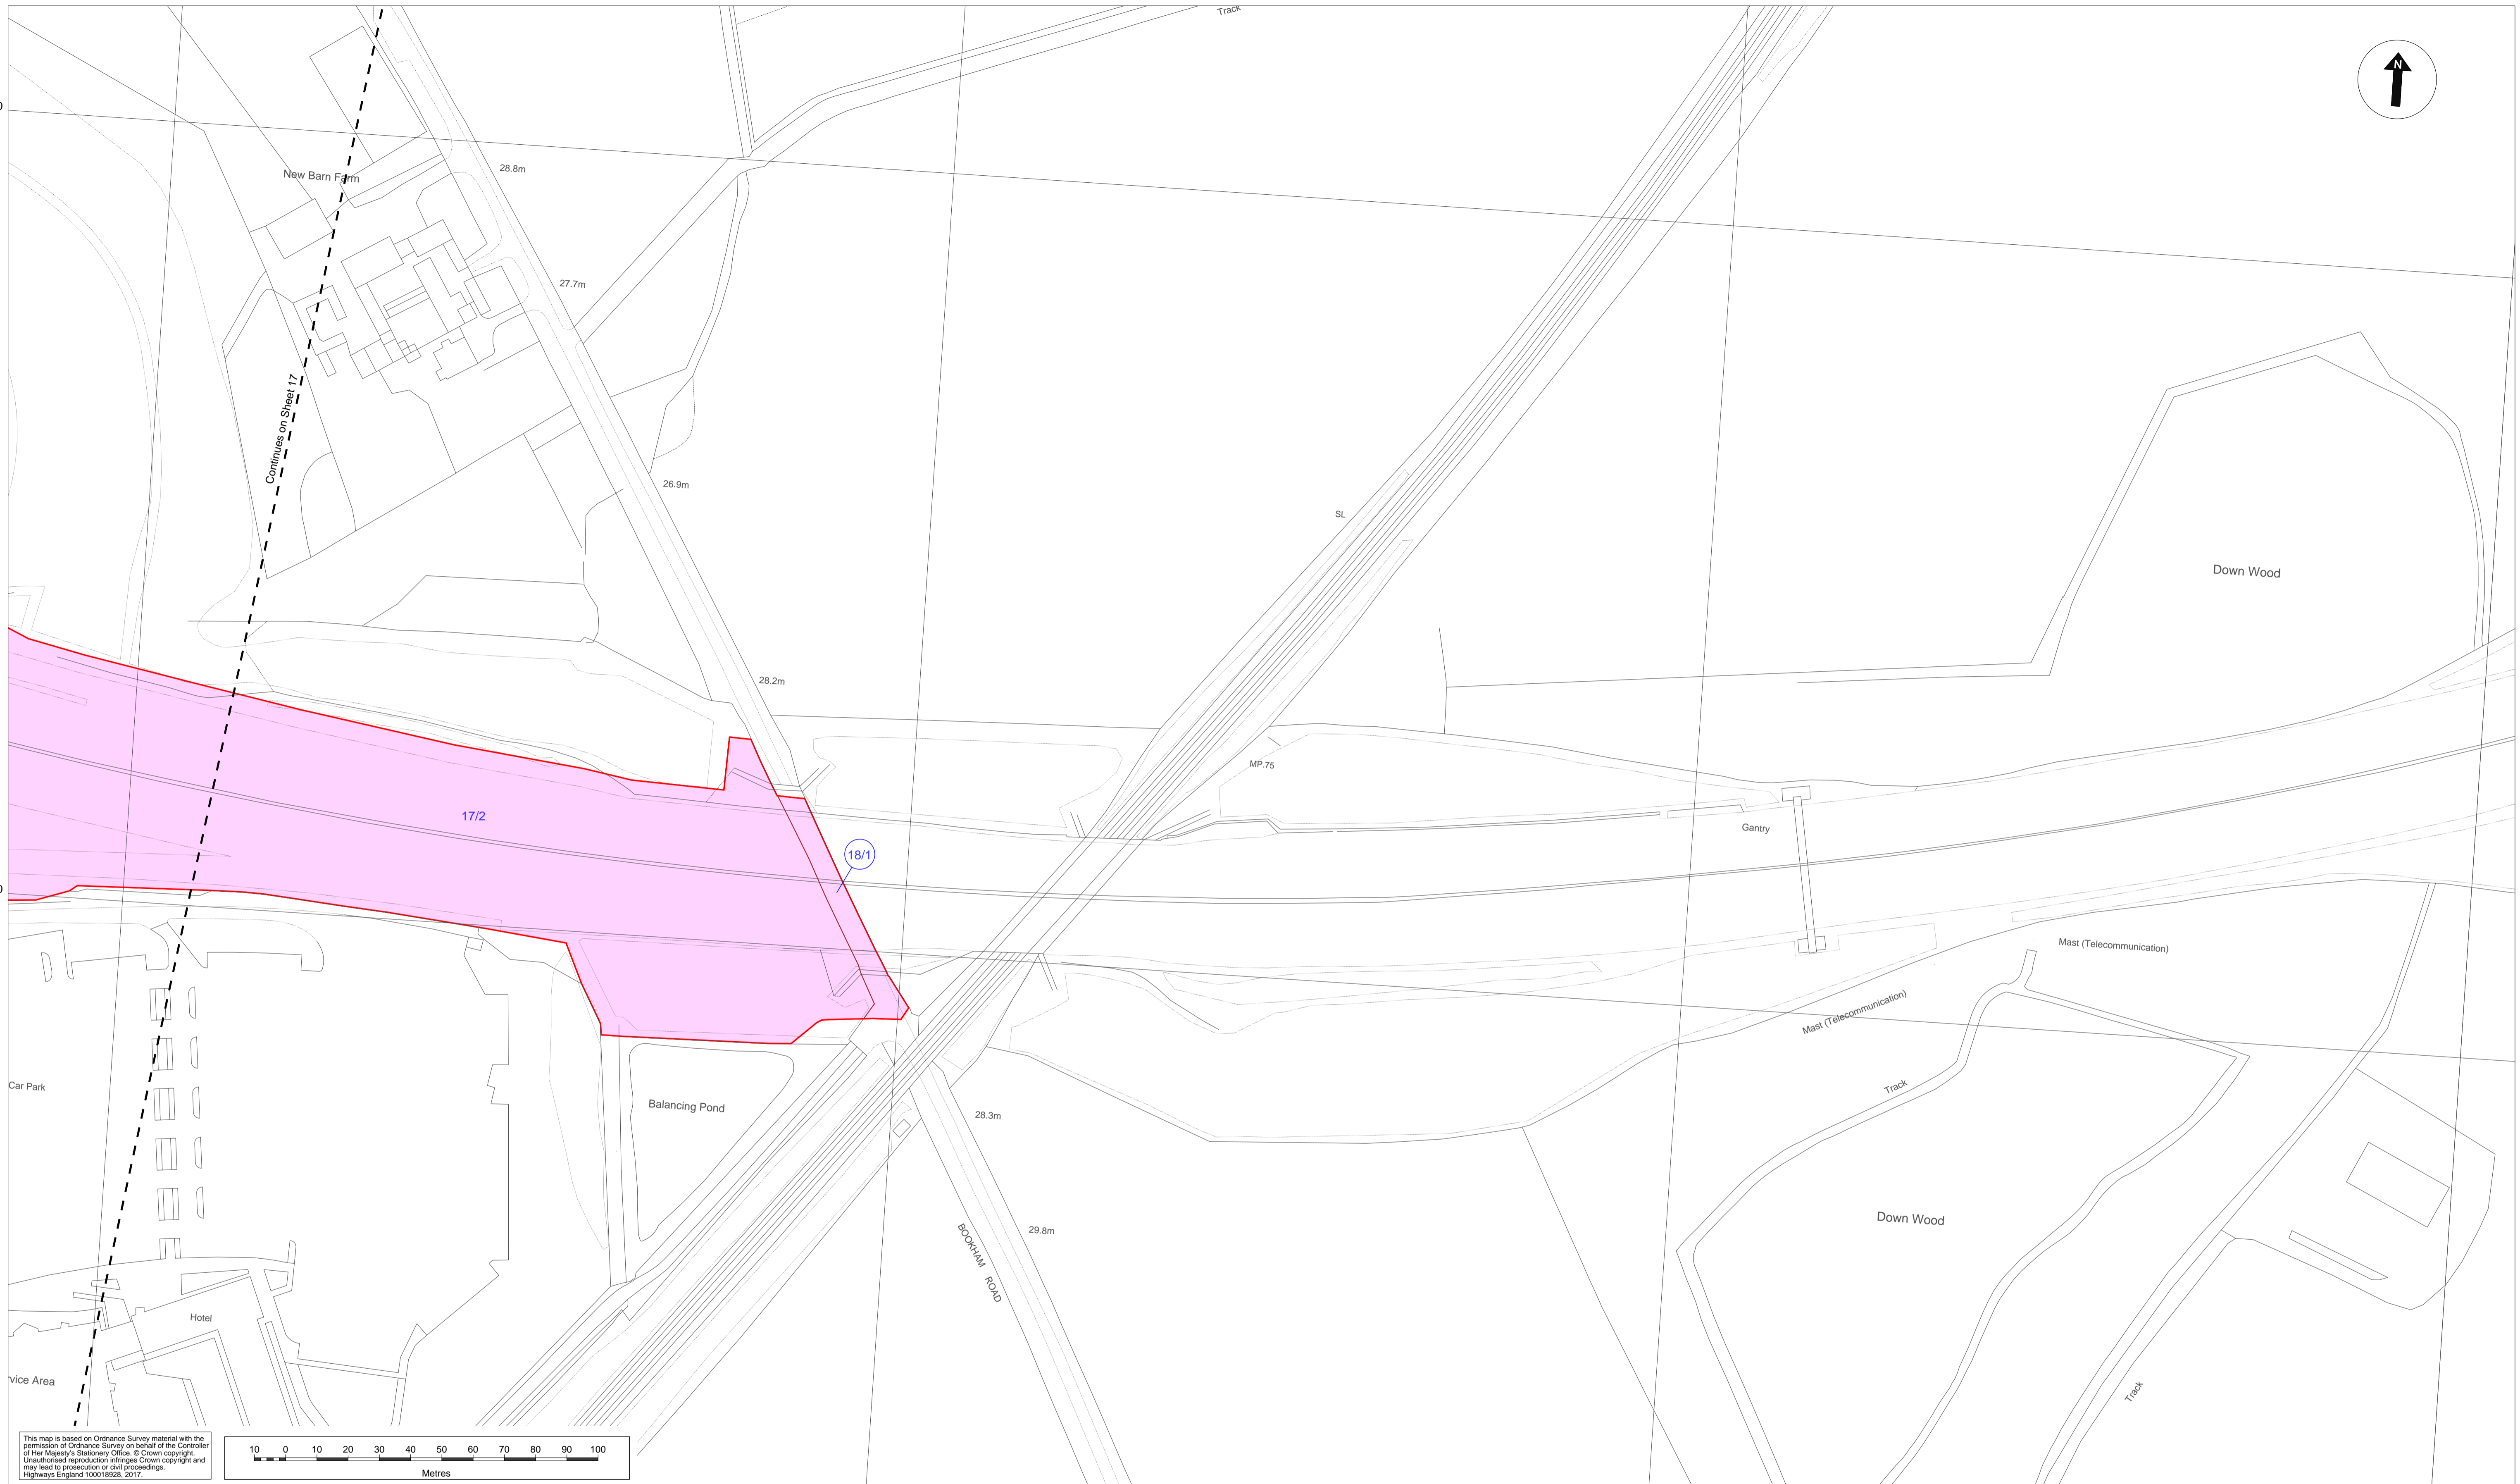 Track
N
0
New Barn Farm
28.8m
27.7m
Continues on Sheet 17
26.9m
SL
Down Wood
28.2m
MP.75
17/2
Gantry
18/1
0
Mast (Telecommunication)
Mast (Telecommunication)
Car Park
Track
Balancing Pond
28.3m
Down Wood
29.8m
BOOKHAM ROAD
Hotel
vice Area
Track
This map is based on Ordnance Survey material with the
permission of Ordnance Survey on behalf of the Controller
of Her Majesty's Stationery Office. © Crown copyright.
Unauthorised reproduction infringes Crown copyright and
may lead to prosecution or civil proceedings.
Highways England 100018928, 2017.
10 0 10 20 30 40 50 60 70 80 90 100
Metres